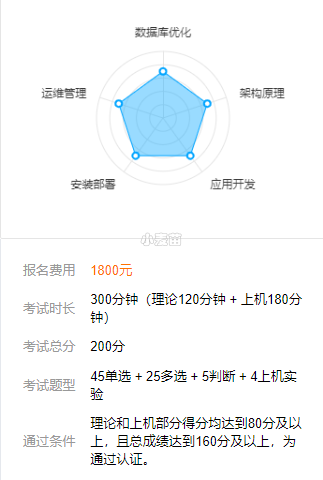 数据库优化
运维管理
架构原理
安装部署
应用开发
小麦苗
报名费用 1800元
考试时长 300分钟（理论120分钟 + 上机180分
钟）
考试总分 200分
考试题型 45单选 + 25多选 + 5判断 + 4上机实
验
通过条件 理论和上机部分得分均达到80分及以
上，且总成绩达到160分及以上，为
通过认证。